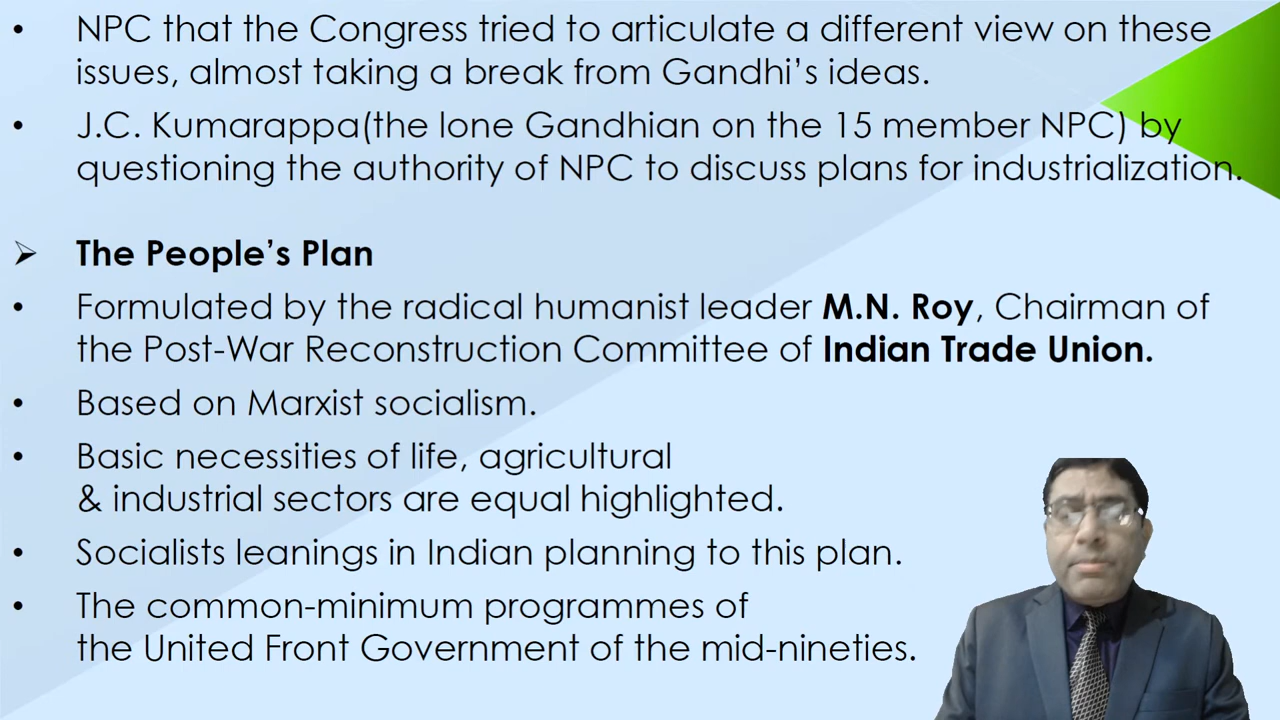 • NPC that the Congress tried to articulate a different view on these
issues, almost taking a break from Gandhi’s ideas.
• J.C. Kumarappa(the lone Gandhian on the 15 member NPC) by
questioning the authority of NPC to discuss plans for industrialization.
➢ The People’s Plan
• Formulated by the radical humanist leader M.N. Roy, Chairman of
the Post-War Reconstruction Committee of Indian Trade Union.
• Based on Marxist socialism.
• Basic necessities of life, agricultural
& industrial sectors are equal highlighted.
• Socialists leanings in Indian planning to this plan.
• The common-minimum programmes of
the United Front Government of the mid-nineties.